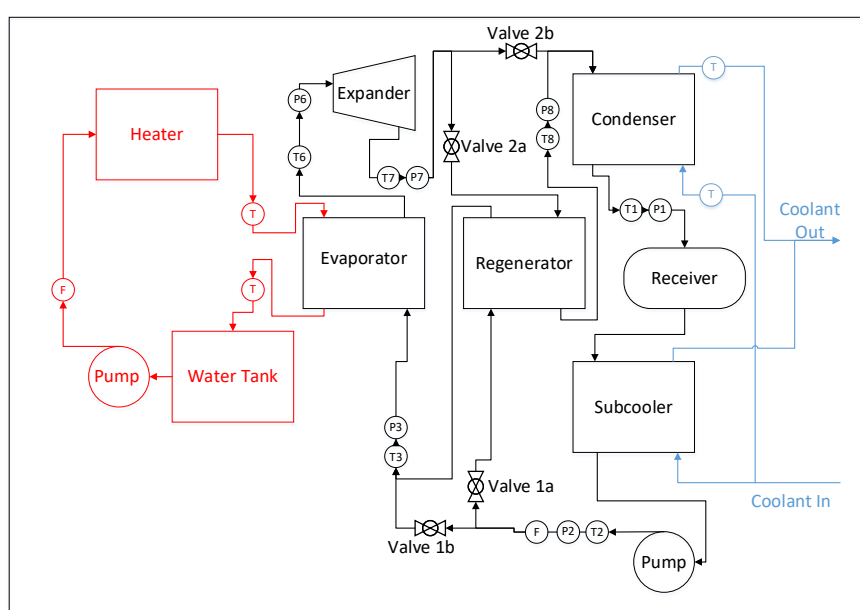 Valve 2b
P6
Expander
T
Heater
P8
Condenser
T8
T6
Valve 2a
T7
P7
T
T
T1
P1
Coolant
Out
Evaporator
Regenerator
Receiver
F
T
Pump
Water Tank
Subcooler
P3
T3
Valve 1a
Coolant In
Valve 1b
F
P2
T2
Pump